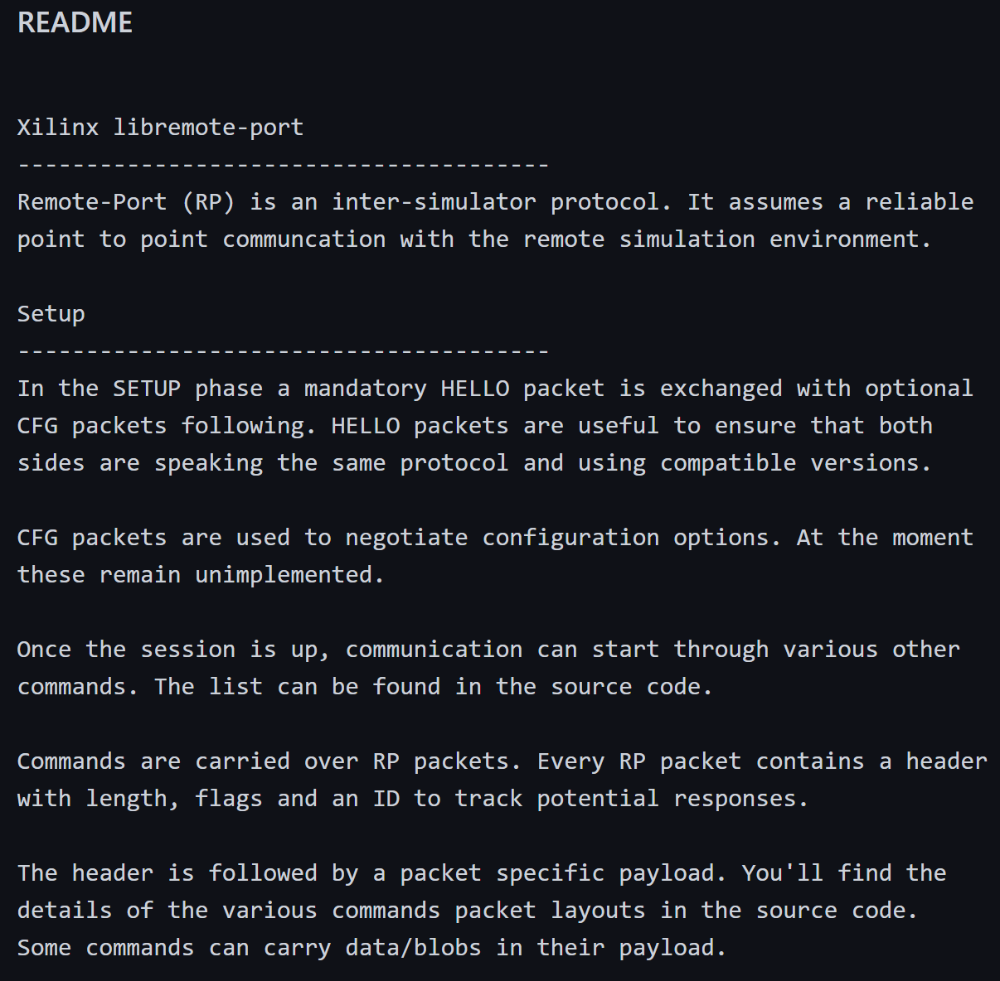 README
Xilinx libremote-port
---------------------------------------
Remote-Port (RP) is an inter-simulator protocol. It assumes a reliable
point to point communcation with the remote simulation environment.
Setup
---------------------------------------
In the SETUP phase a mandatory HELLO packet is exchanged with optional
CFG packets following. HELLO packets are useful to ensure that both
sides are speaking the same protocol and using compatible versions.
CFG packets are used to negotiate configuration options. At the moment
these remain unimplemented.
Once the session is up, communication can start through various other
commands. The list can be found in the source code.
Commands are carried over RP packets. Every RP packet contains a header
with length, flags and an ID to track potential responses.
The header is followed by a packet specific payload. You'll find the
details of the various commands packet layouts in the source code.
Some commands can carry data/blobs in their payload.